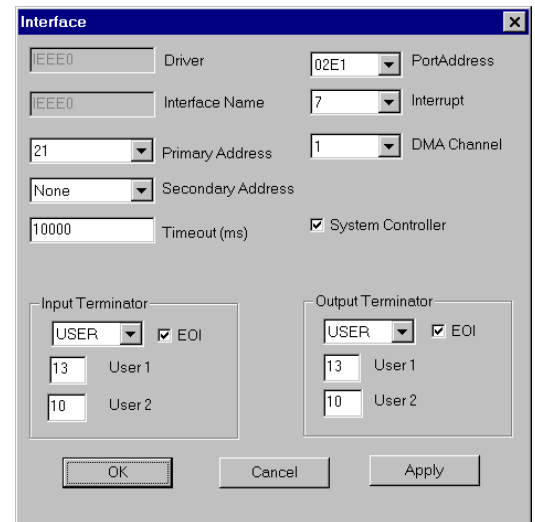 Interface
IEEE0 Driver
02E1 PortAddress
IEEE0 Interface Name
7 Interrupt
21 Primary Address
1 DMA Channel
None Secondary Address
10000 Timeout (ms)
System Controller
Input Terminator
USER EOI
13 User 1
10 User 2
Output Terminator
USER EOI
13 User 1
10 User 2
OK Cancel Apply